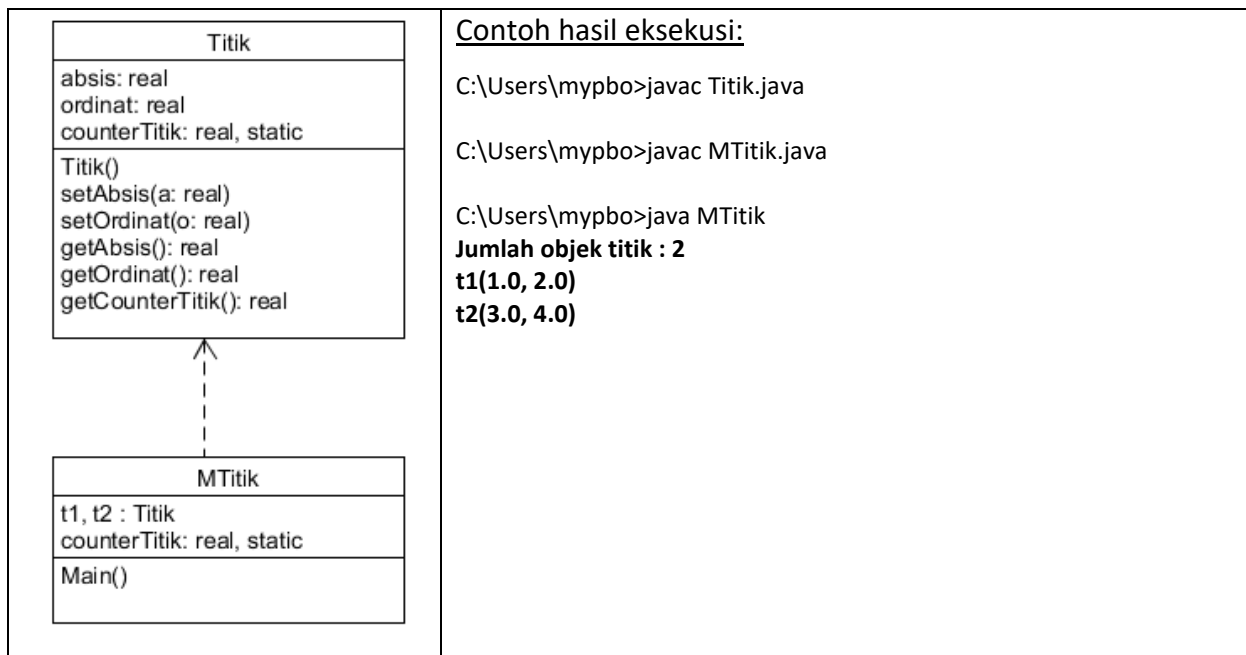 Titik
absis: real
ordinat: real
counterTitik: real, static
Titik()
setAbsis(a: real)
setOrdinat(o: real)
getAbsis(): real
getOrdinat(): real
getCounterTitik(): real
MTitik
t1, t2 : Titik
counterTitik: real, static
Main()
Contoh hasil eksekusi:
C:\Users\mypbo>javac Titik.java
C:\Users\mypbo>javac MTitik.java
C:\Users\mypbo>java MTitik
Jumlah objek titik : 2
t1(1.0, 2.0)
t2(3.0, 4.0)